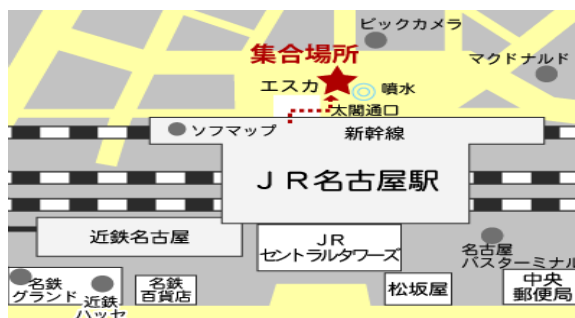 ビックカメラ
集合場所
マクドナルド
エスカ
噴水
太閤通口
ソフマップ
新幹線
JR名古屋駅
近鉄名古屋
JR
セントラルタワーズ
名古屋
バスターミナル
名鉄
グランド
近鉄
ハッセ
名鉄
百貨店
松坂屋
中央
郵便局